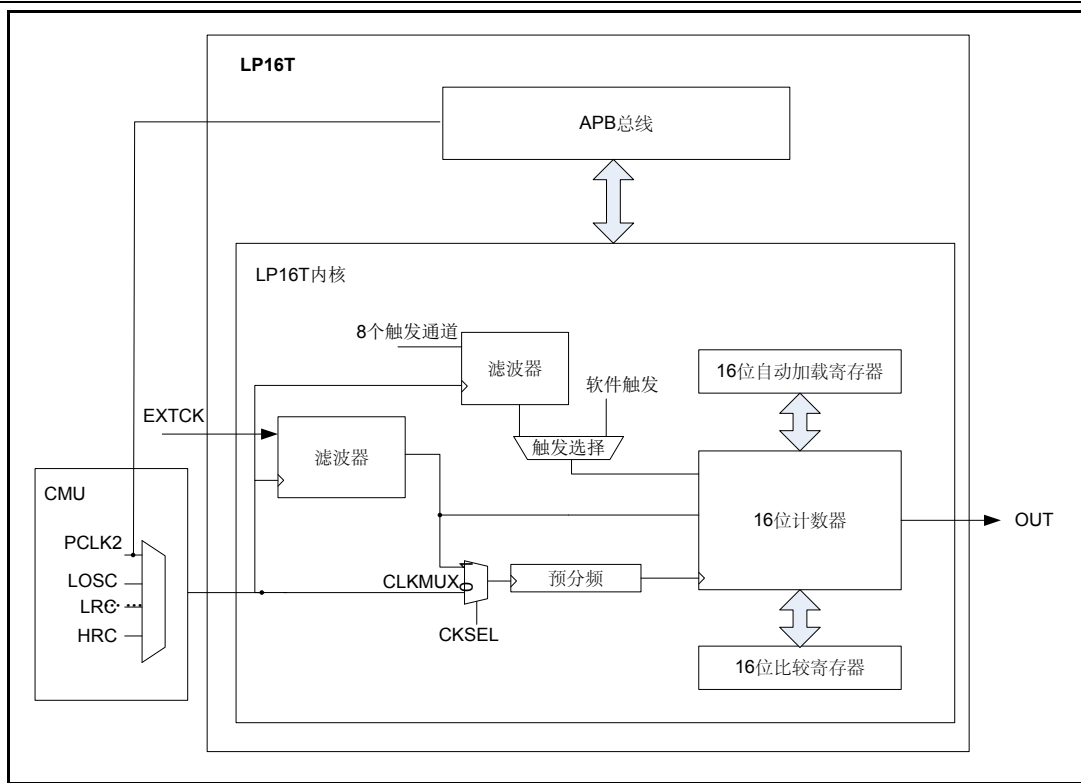 LP16T
APB总线
LP16T内核
8个触发通道
滤波器
软件触发
16位自动加载寄存器
EXTCK
滤波器
触发选择
16位计数器
OUT
CMU
PCLK2
LOSC
LRC
HRC
CLKMUX
1
0
预分频
CKSEL
16位比较寄存器